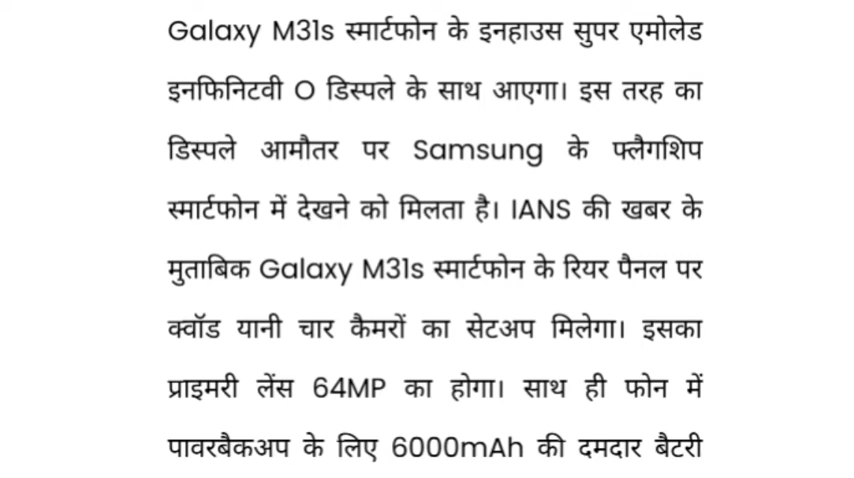 Galaxy M31s स्मार्टफोन के इनहाउस सुपर एमोलेड
इनफिनिटवी O डिस्पले के साथ आएगा। इस तरह का
डिस्पले आमौतर पर Samsung के फ्लैगशिप
स्मार्टफोन में देखने को मिलता है। IANS की खबर के
मुताबिक Galaxy M31s स्मार्टफोन के रियर पैनल पर
क्वॉड यानी चार कैमरों का सेटअप मिलेगा। इसका
प्राइमरी लेंस 64MP का होगा। साथ ही फोन में
पावरबैकअप के लिए 6000mAh की दमदार बैटरी